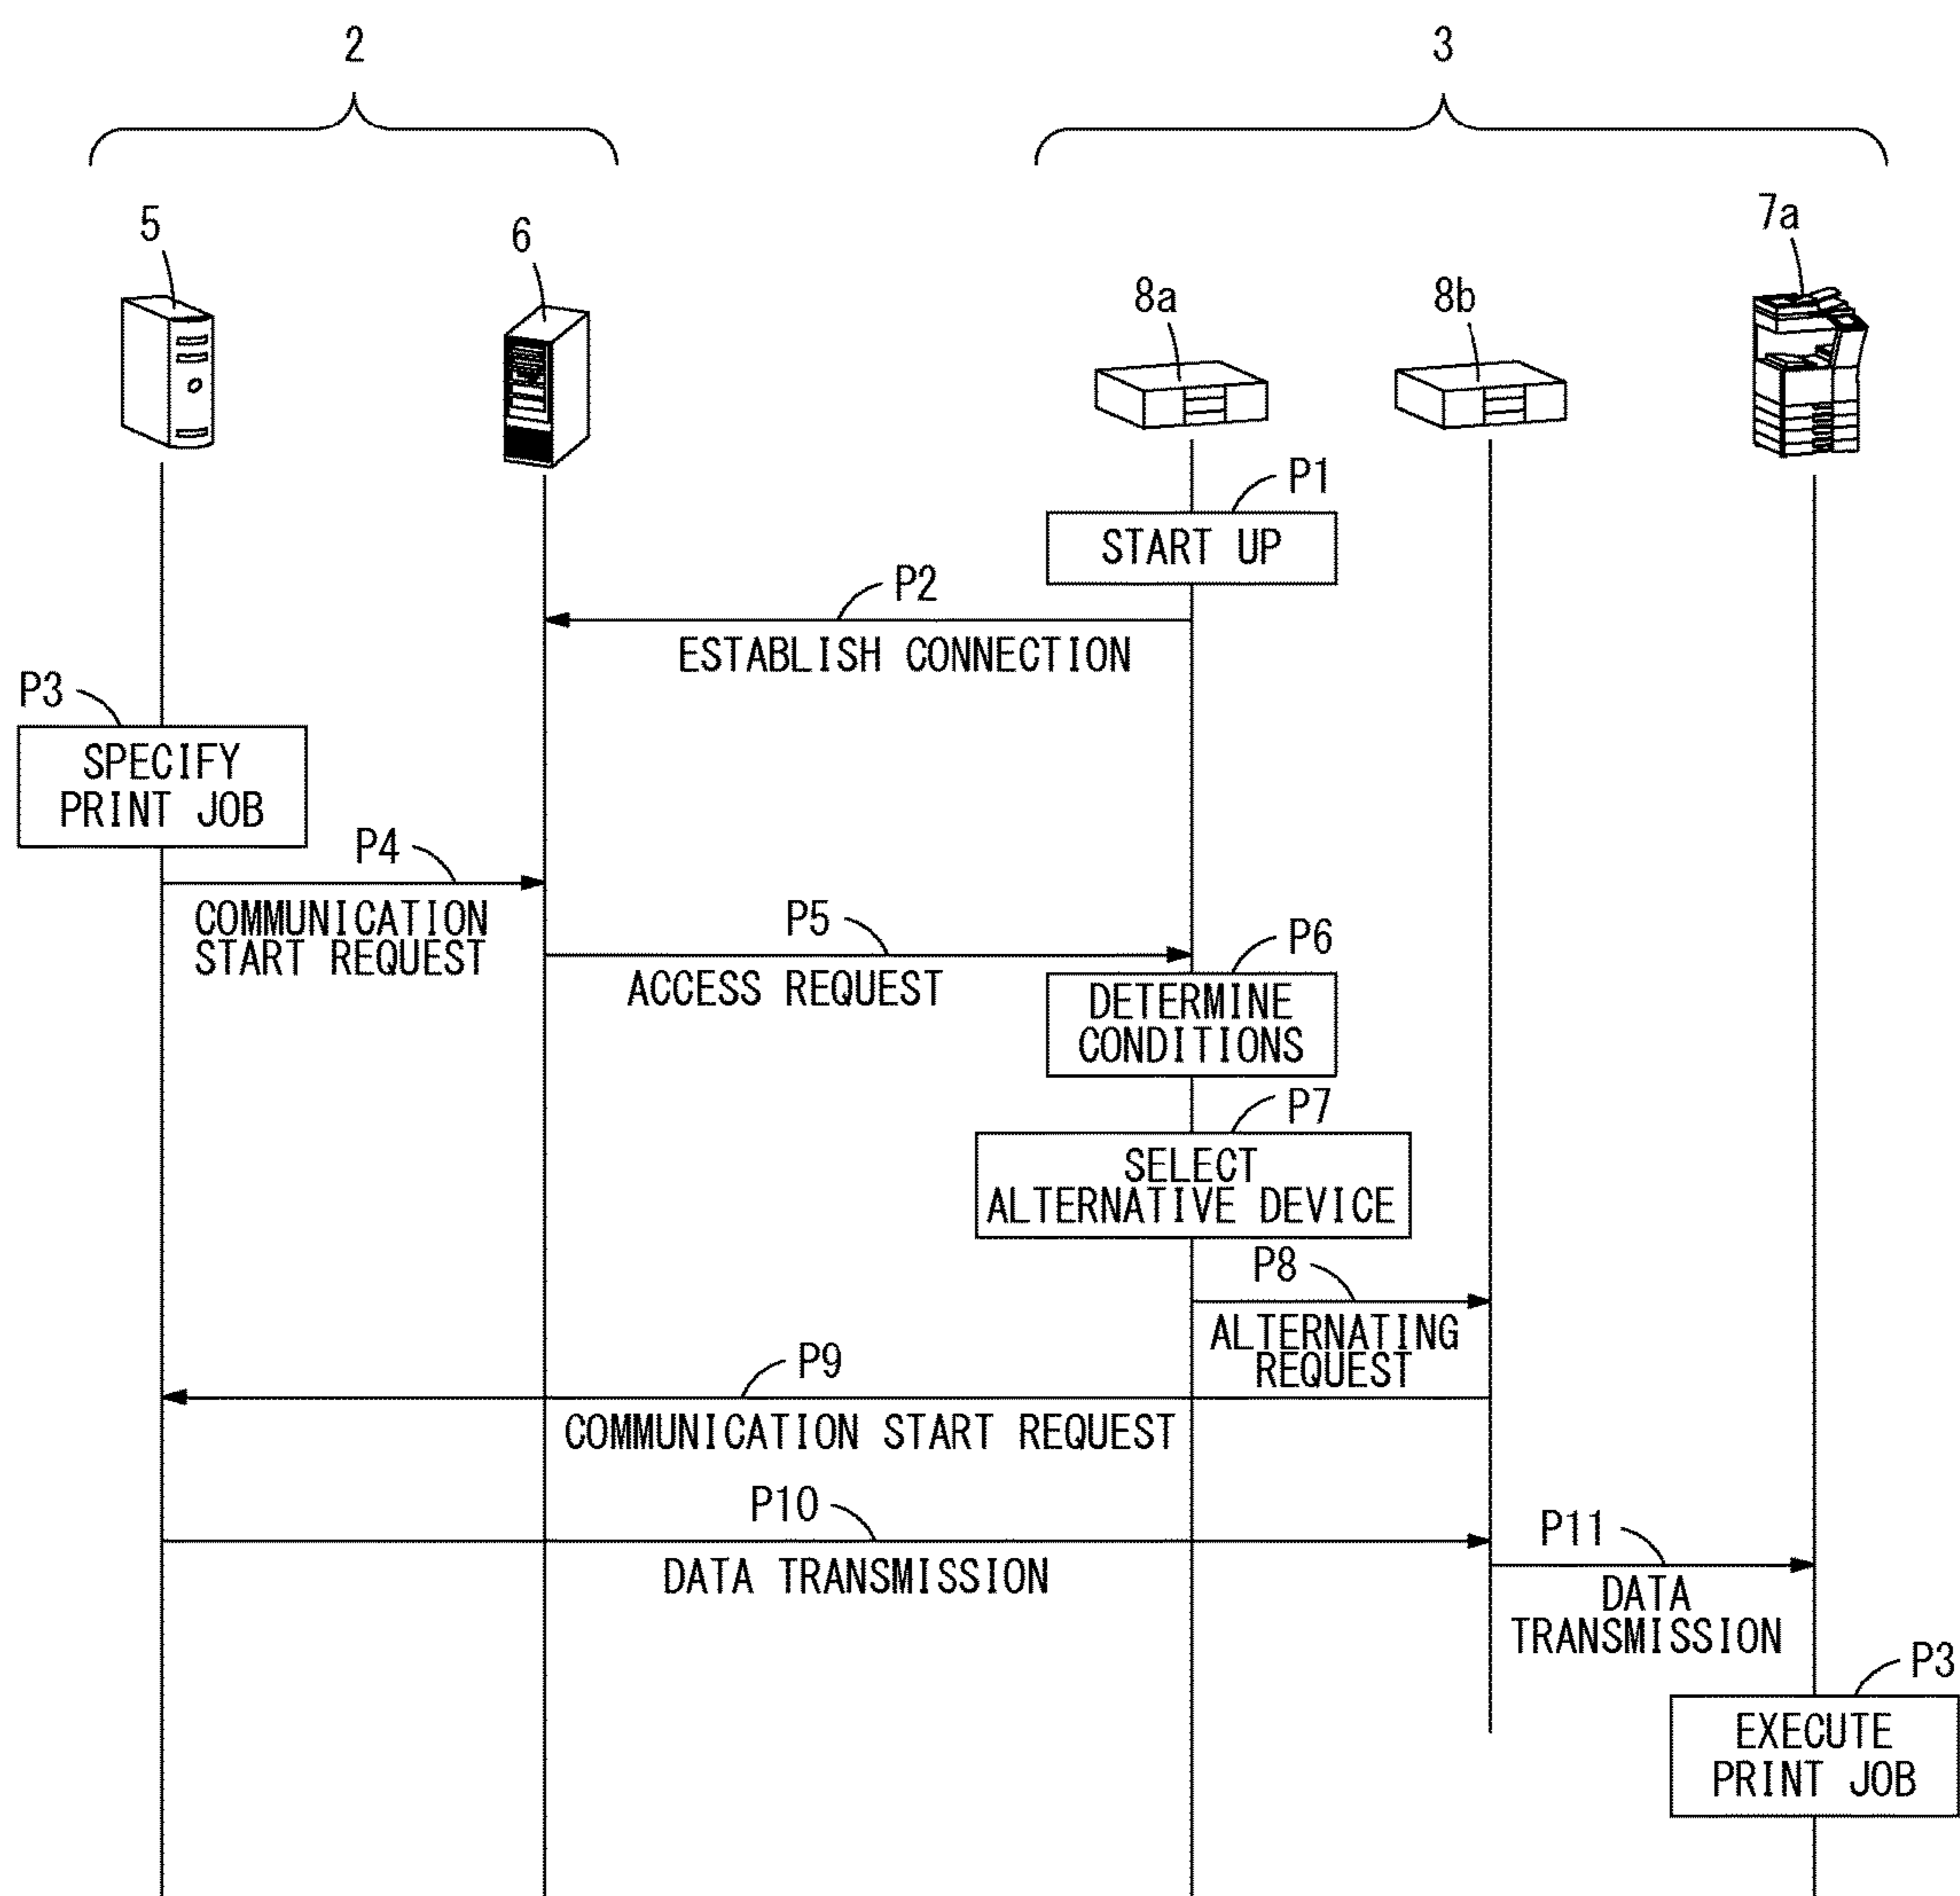 2
3
5
6
8a
8b
7a
P1
START UP
P2
ESTABLISH CONNECTION
P3
SPECIFY
PRINT JOB
P4
COMMUNICATION
START REQUEST
P5
ACCESS REQUEST
P6
DETERMINE
CONDITIONS
P7
SELECT
ALTERNATIVE DEVICE
P8
ALTERNATING
REQUEST
P9
COMMUNICATION START REQUEST
P10
DATA TRANSMISSION
P11
DATA
TRANSMISSION
P3
EXECUTE
PRINT JOB